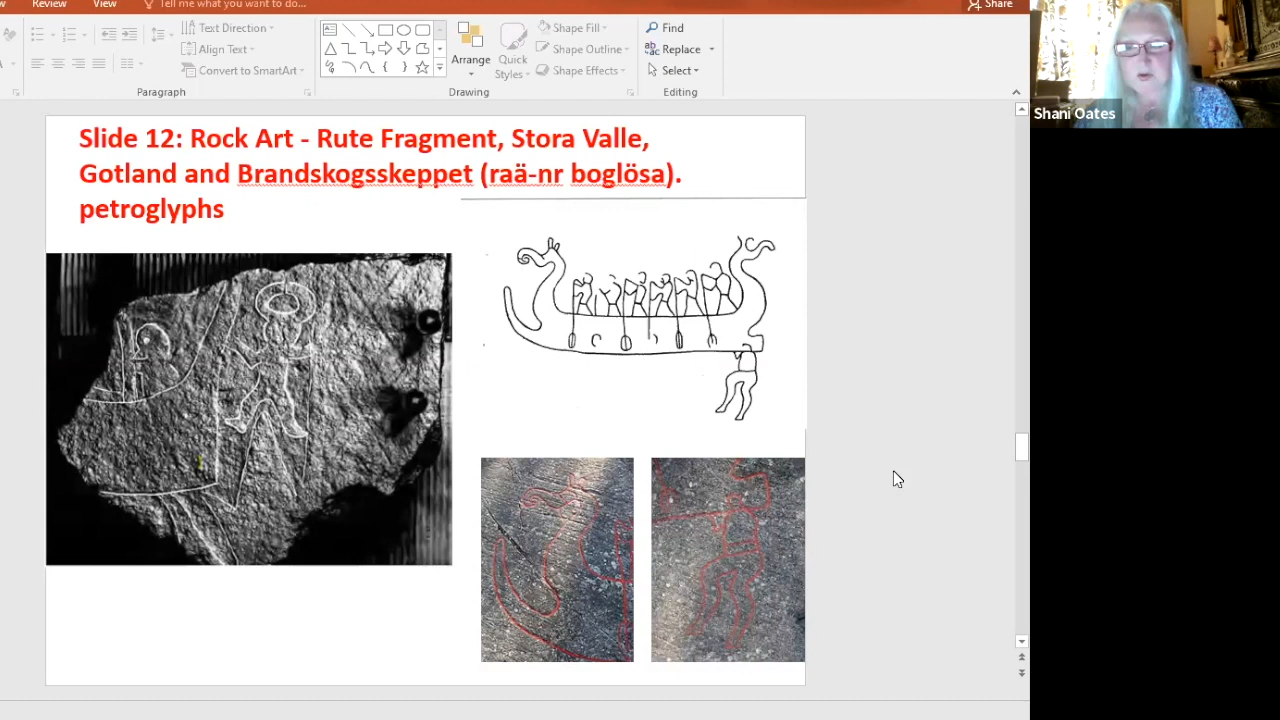 Review
View
Tell me what you want to do...
Share
Text Direction
Align Text
Convert to SmartArt
Arrange
Quick
Styles
Shape Fill
Shape Outline
Shape Effects
Find
Replace
Select
Paragraph
Drawing
Editing
Shani Oates
Slide 12: Rock Art - Rute Fragment, Stora Valle,
Gotland and Brandskogsskeppet (raä-nr boglösa).
petroglyphs